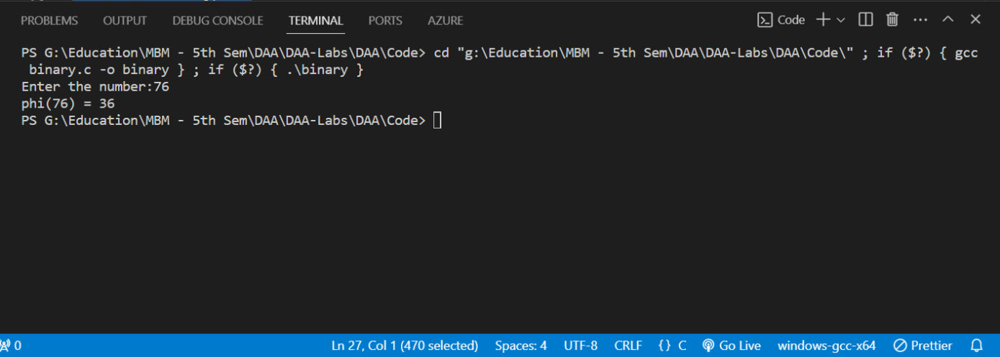 PROBLEMS OUTPUT DEBUG CONSOLE TERMINAL PORTS AZURE Code
PS G:\Education\MBM - 5th Sem\DAA\DAA-Labs\DAA\Code> cd "g:\Education\MBM - 5th Sem\DAA\DAA-Labs\DAA\Code\" ; if ($?) { gcc
binary.c -o binary } ; if ($?) { .\binary }
Enter the number:76
phi(76) = 36
PS G:\Education\MBM - 5th Sem\DAA\DAA-Labs\DAA\Code>
0 Ln 27, Col 1 (470 selected) Spaces: 4 UTF-8 CRLF {} C Go Live windows-gcc-x64 Prettier